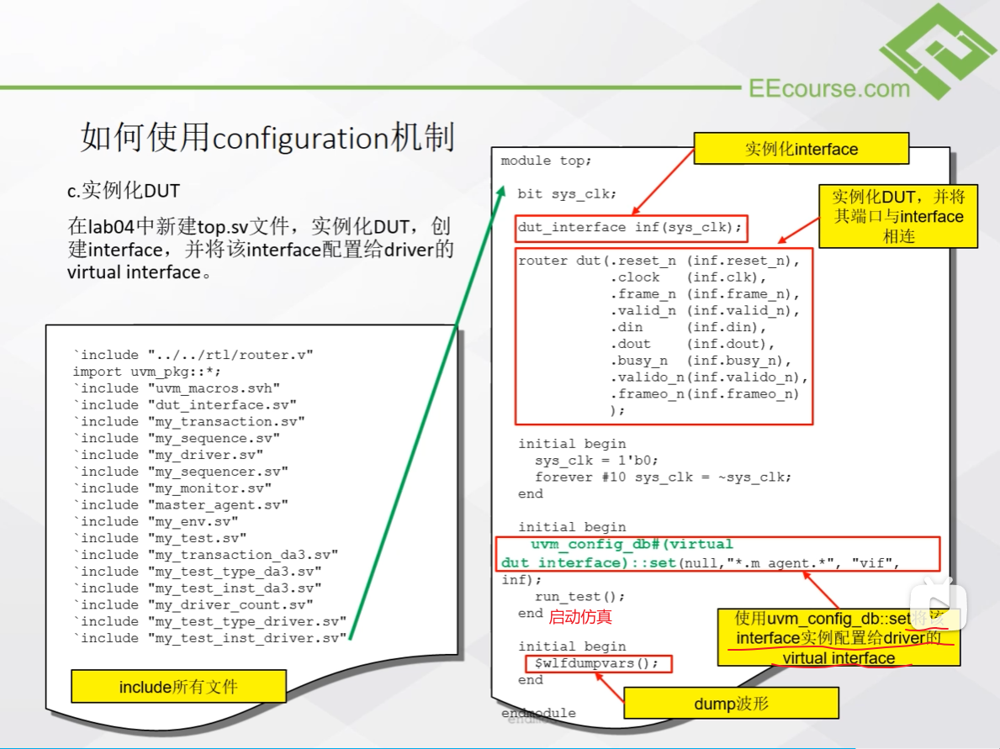 EEcourse.com
如何使用configuration机制
c.实例化DUT
在lab04中新建top.sv文件，实例化DUT，创
建interface，并将该interface配置给driver的
virtual interface。
`include "../../rtl/router.v"
import uvm_pkg::*;
`include "uvm_macros.svh"
`include "dut_interface.sv"
`include "my_transaction.sv"
`include "my_sequence.sv"
`include "my_driver.sv"
`include "my_sequencer.sv"
`include "my_monitor.sv"
`include "master_agent.sv"
`include "my_env.sv"
`include "my_test.sv"
`include "my_transaction_da3.sv"
`include "my_test_type_da3.sv"
`include "my_test_inst_da3.sv"
`include "my_driver_count.sv"
`include "my_test_type_driver.sv"
`include "my_test_inst_driver.sv"
include所有文件
实例化interface
module top;
bit sys_clk;
实例化DUT，并将
其端口与interface
相连
dut_interface inf(sys_clk);
router dut(.reset_n (inf.reset_n),
.clock   (inf.clk),
.frame_n (inf.frame_n),
.valid_n (inf.valid_n),
.din     (inf.din),
.dout    (inf.dout),
.busy_n  (inf.busy_n),
.valido_n(inf.valido_n),
.frameo_n(inf.frameo_n)
);
initial begin
sys_clk = 1'b0;
forever #10 sys_clk = ~sys_clk;
end
initial begin
uvm_config_db#(virtual
dut_interface)::set(null,"*.m_agent.*", "vif",
inf);
run_test();
end
启动仿真
使用uvm_config_db::set将该
interface实例配置给driver的
virtual interface
initial begin
$wlfdumpvars();
end
dump波形
endmodule